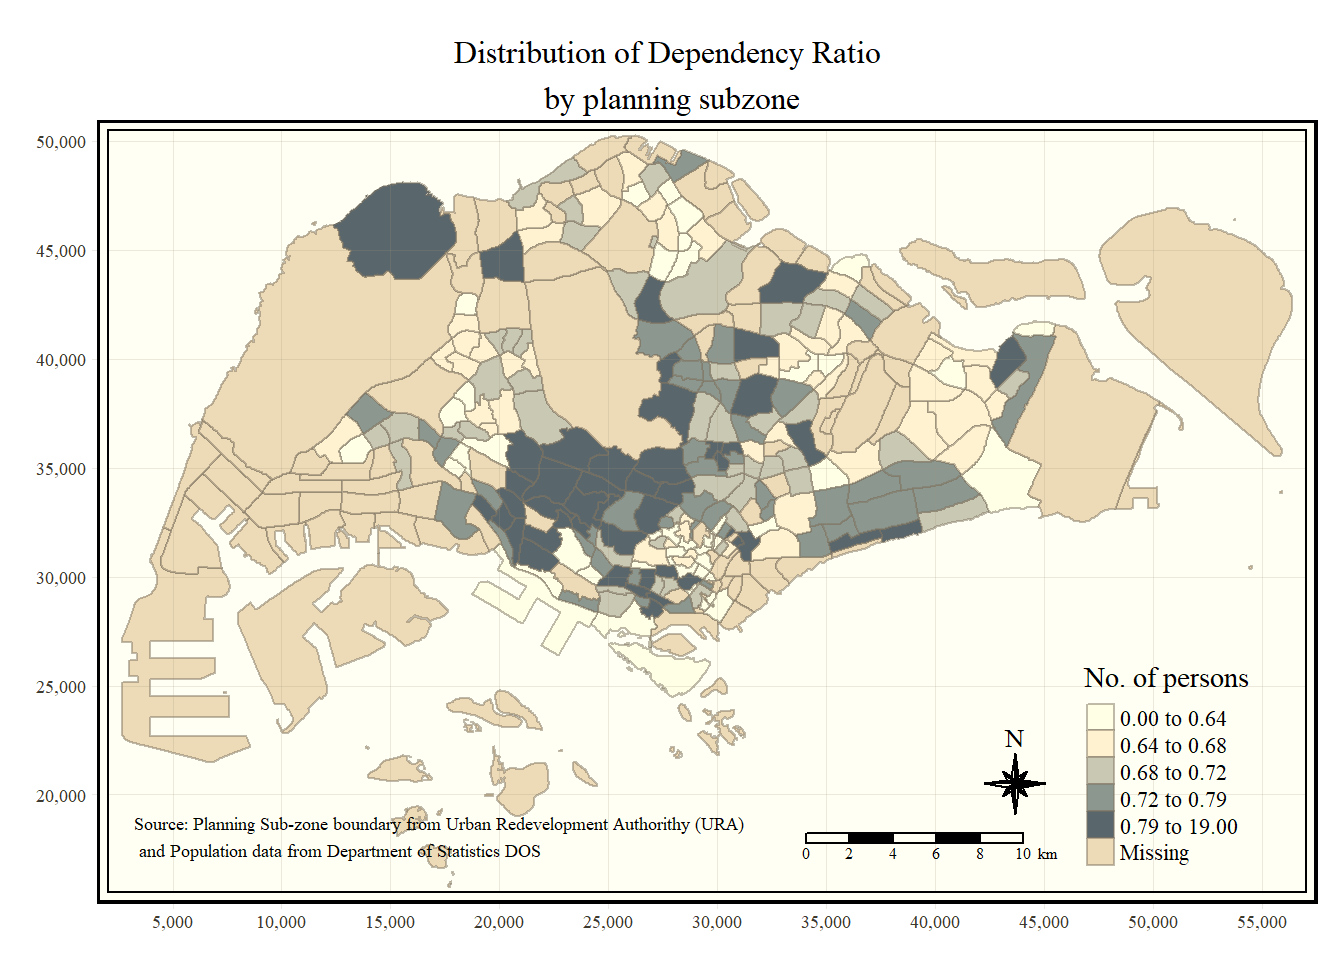 Distribution of Dependency Ratio
by planning subzone
50,000
45,000
40,000
35,000
30,000
25,000
20,000
No. of persons
0.00 to 0.64
0.64 to 0.68
0.68 to 0.72
0.72 to 0.79
0.79 to 19.00
Missing
N
0 2 4 6 8 10 km
Source: Planning Sub-zone boundary from Urban Redevelopment Authorithy (URA)
and Population data from Department of Statistics DOS
5,000 10,000 15,000 20,000 25,000 30,000 35,000 40,000 45,000 50,000 55,000